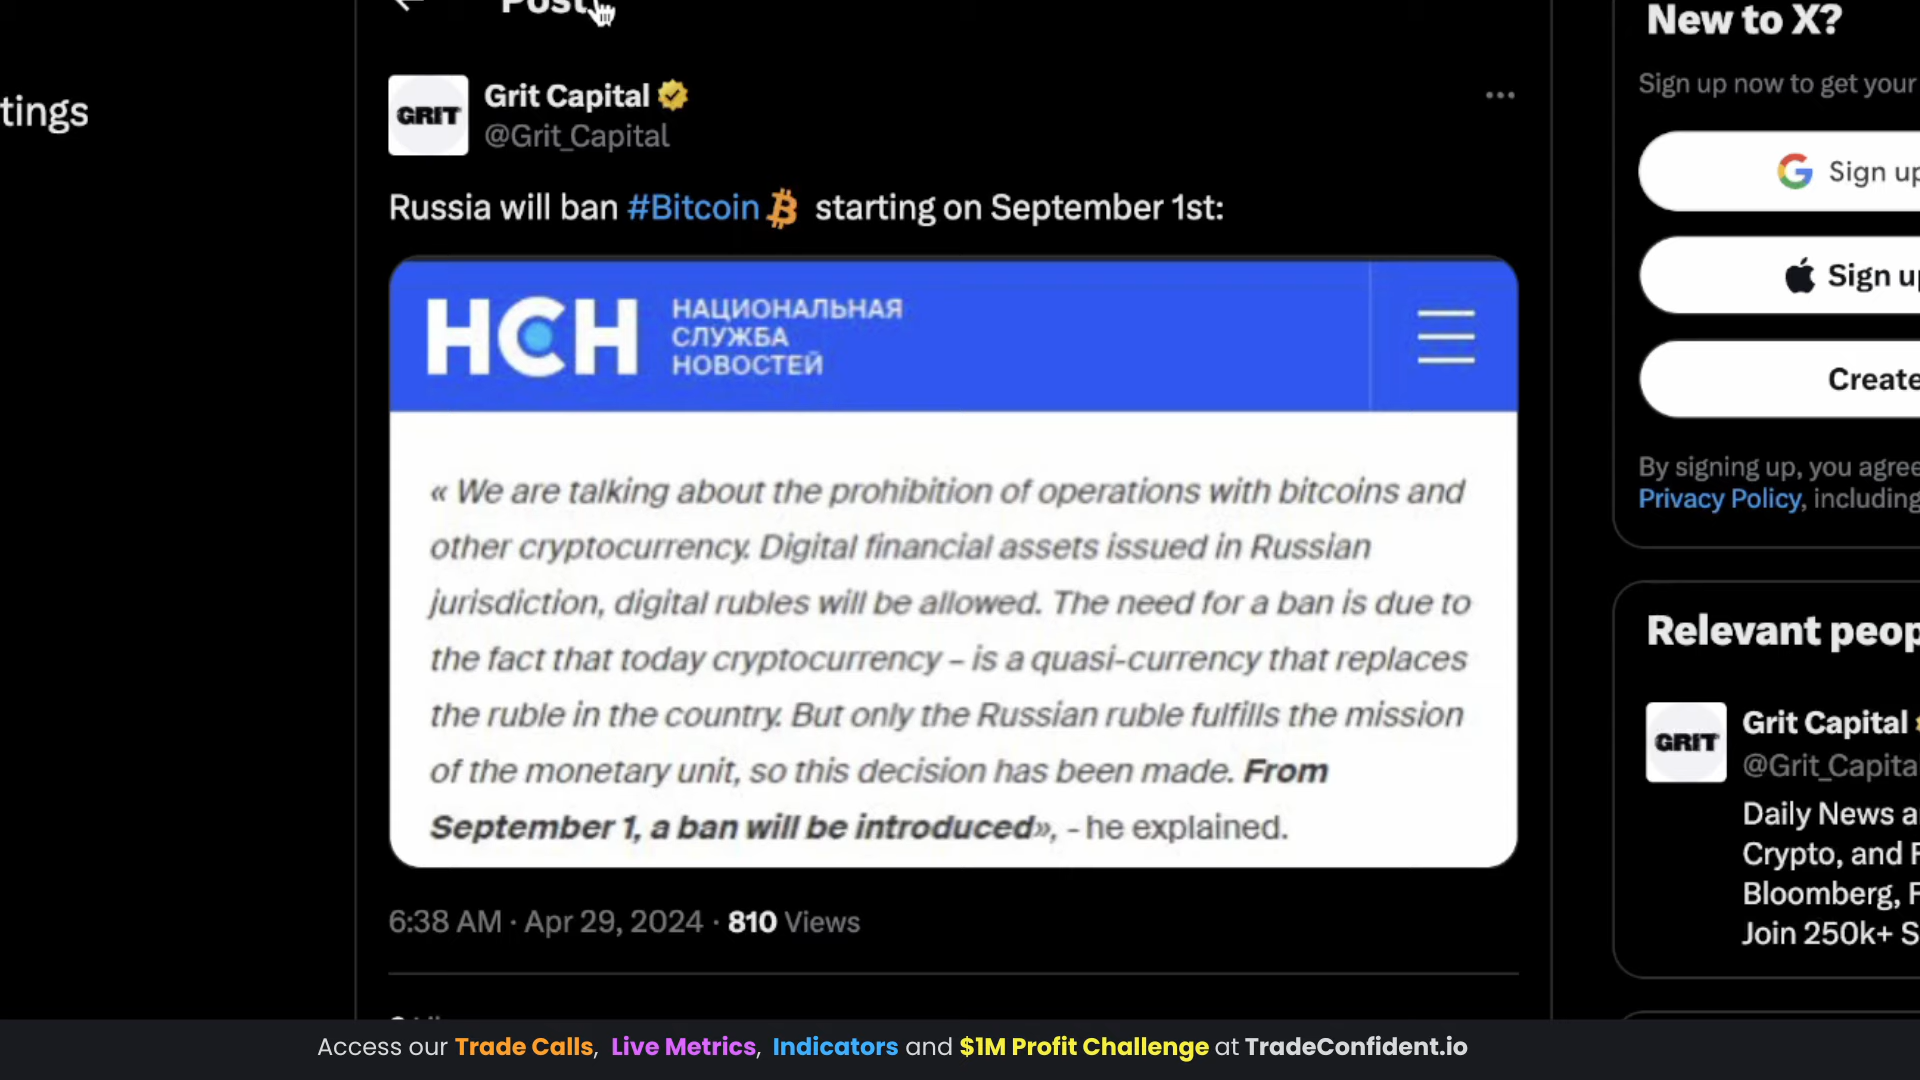 Post
tings
Grit Capital
@Grit_Capital
Russia will ban #Bitcoin starting on September 1st:
НСН
НАЦИОНАЛЬНАЯ
СЛУЖБА
НОВОСТЕЙ
« We are talking about the prohibition of operations with bitcoins and
other cryptocurrency. Digital financial assets issued in Russian
jurisdiction, digital rubles will be allowed. The need for a ban is due to
the fact that today cryptocurrency – is a quasi-currency that replaces
the ruble in the country. But only the Russian ruble fulfills the mission
of the monetary unit, so this decision has been made. From
September 1, a ban will be introduced», - he explained.
6:38 AM · Apr 29, 2024 · 810 Views
New to X?
Sign up now to get your
Sign up
Sign up
Create
By signing up, you agree
Privacy Policy, including
Relevant peop
GRIT
Grit Capital
@Grit_Capita
Daily News a
Crypto, and F
Bloomberg, F
Join 250k+ S
GRIT
Access our Trade Calls, Live Metrics, Indicators and $1M Profit Challenge at TradeConfident.io